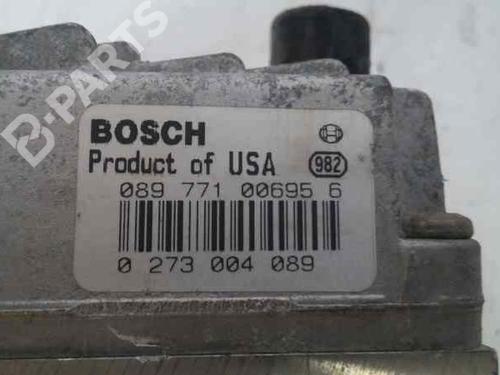 B-PARTS
BOSCH
Product of USA 982
089 771 00695 6
0 273 004 089